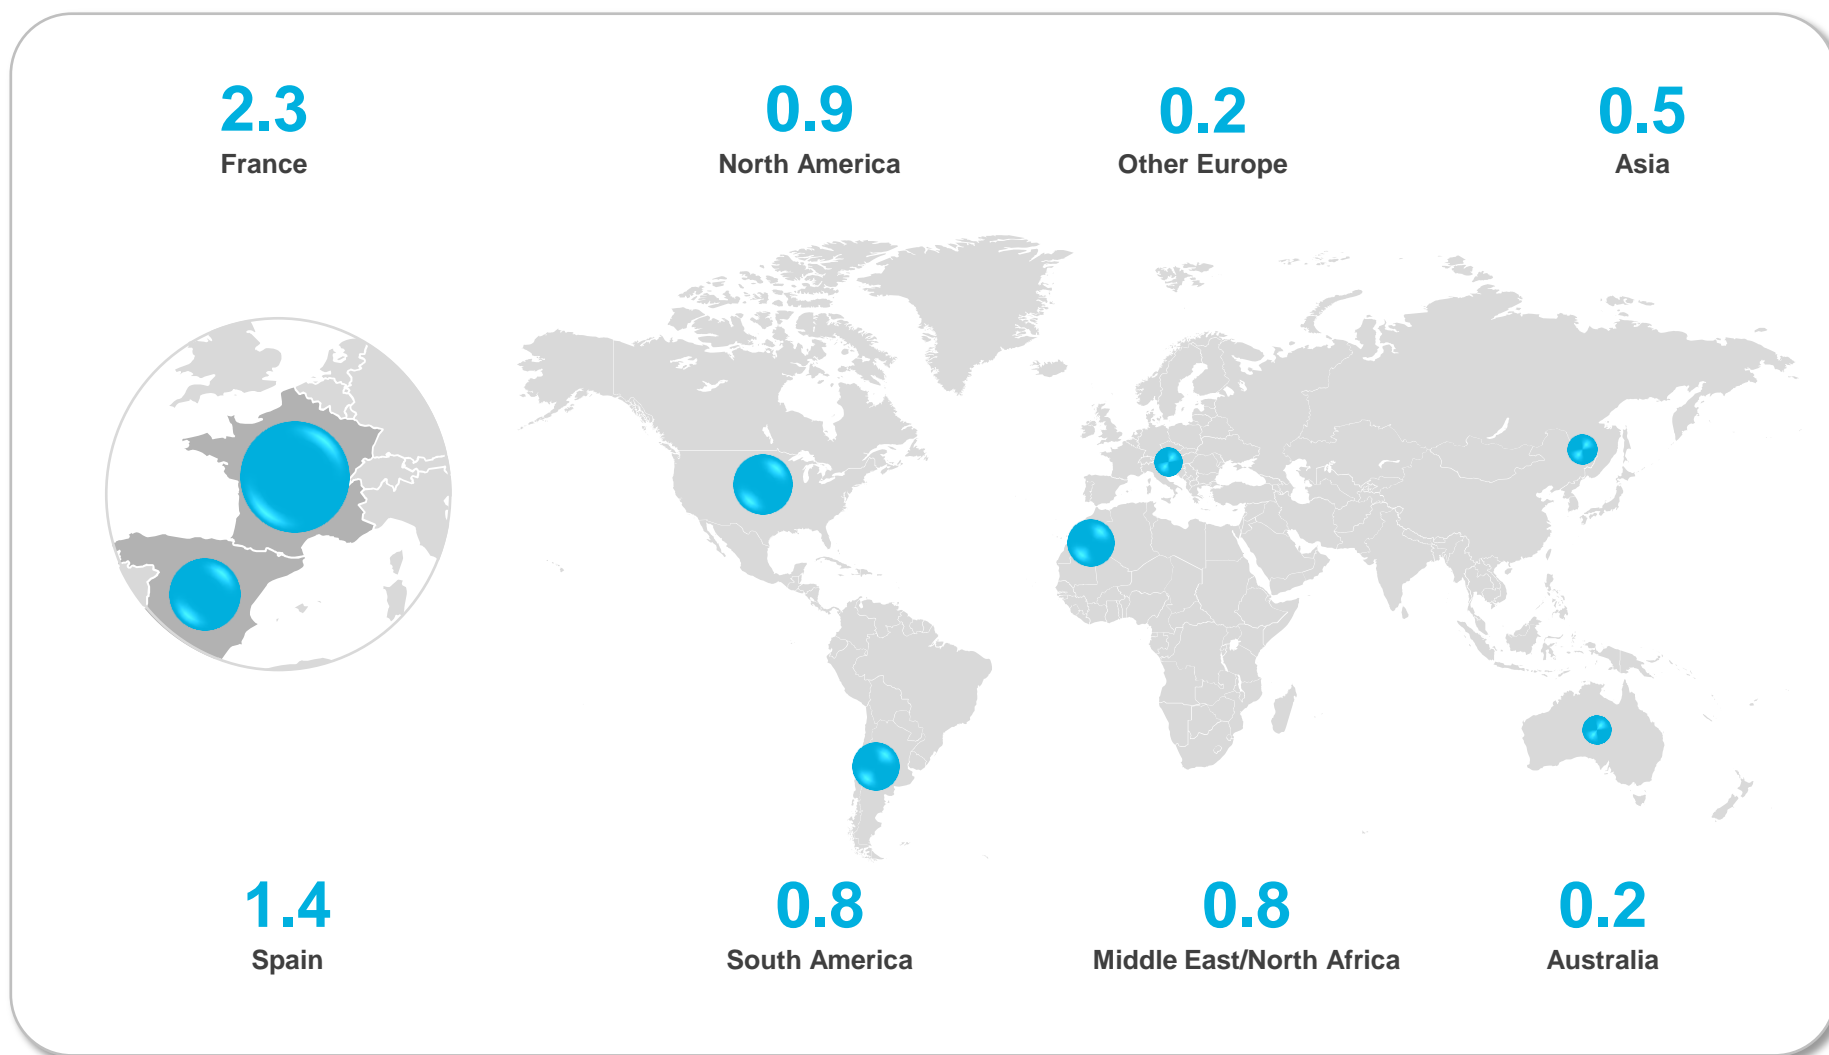 2.3
France
0.9
North America
0.2
Other Europe
0.5
Asia
1.4
Spain
0.8
South America
0.8
Middle East/North Africa
0.2
Australia